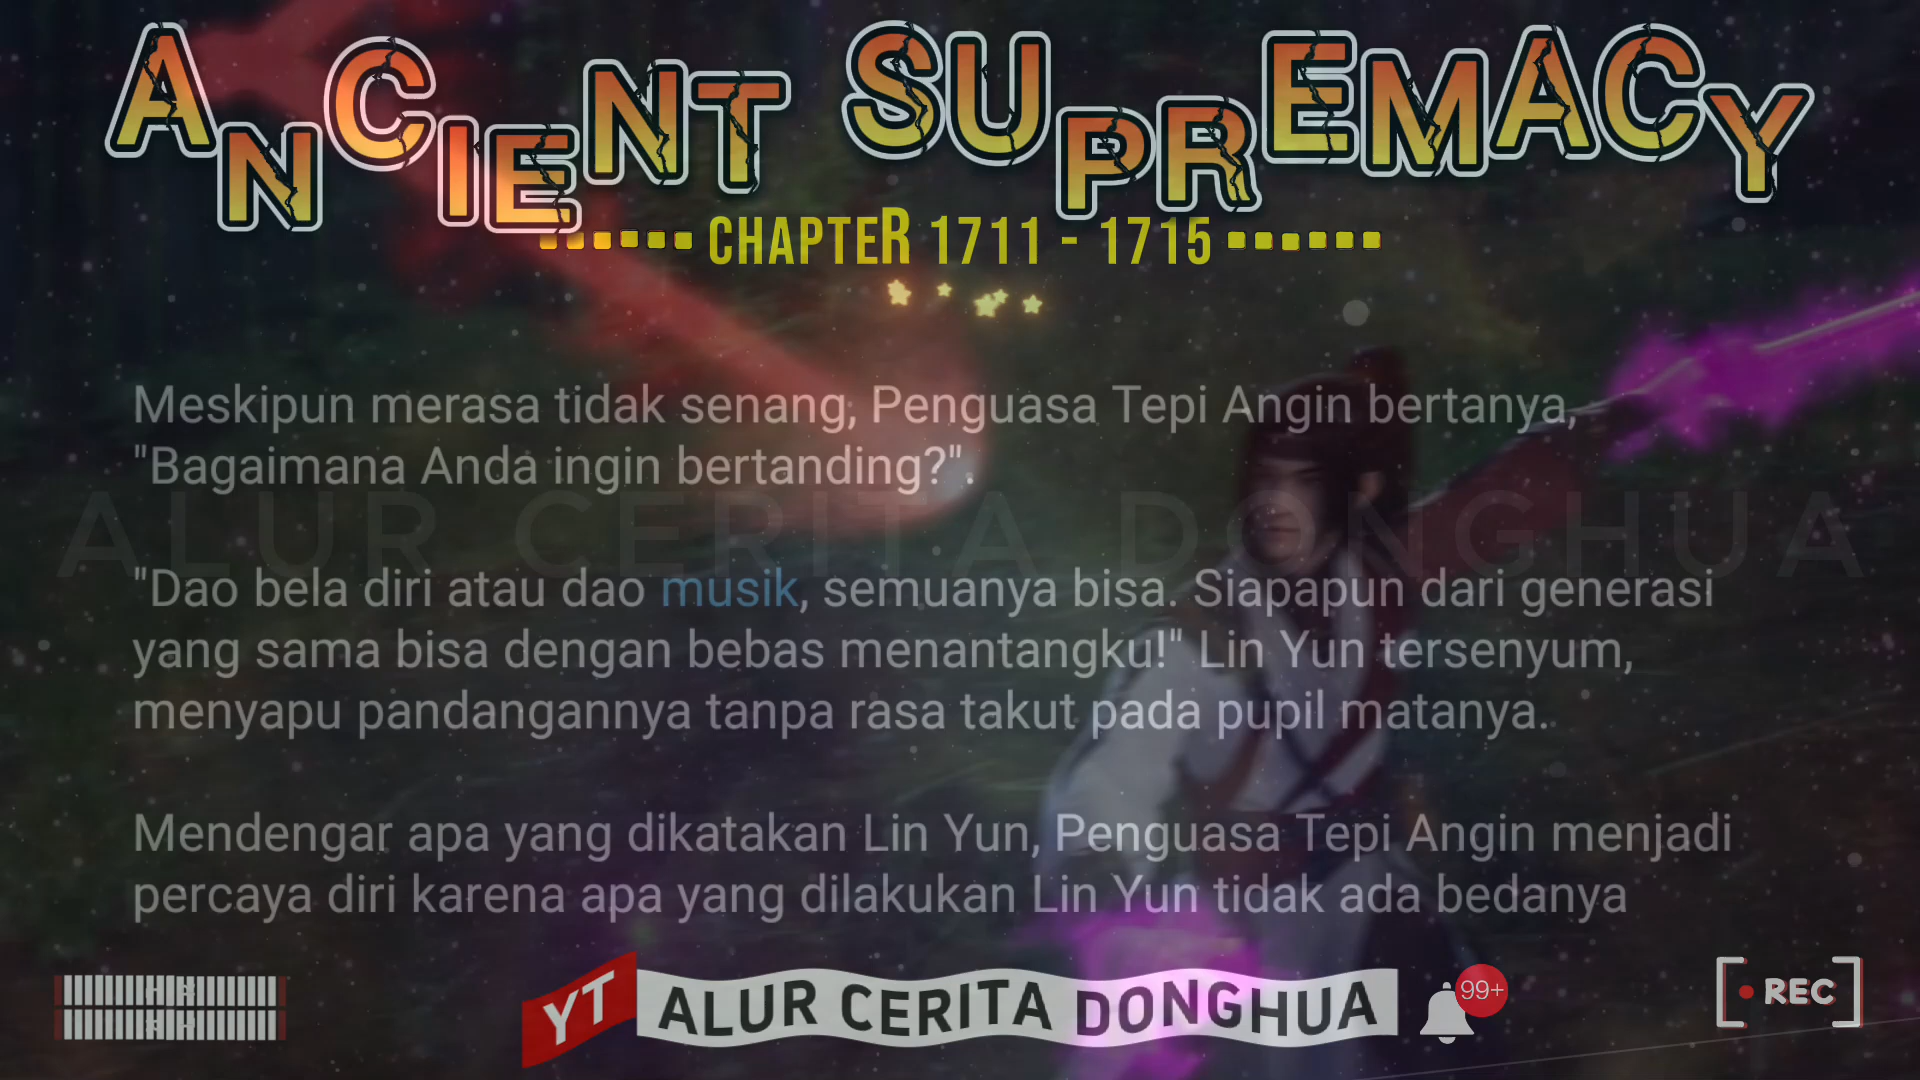 ANCIENT SUPREMACY
CHAPTER 1711 - 1715
Meskipun merasa tidak senang, Penguasa Tepi Angin bertanya,
"Bagaimana Anda ingin bertanding?".
ALUR CERITA DONGHUA
"Dao bela diri atau dao musik, semuanya bisa. Siapapun dari generasi
yang sama bisa dengan bebas menantangku!" Lin Yun tersenyum,
menyapu pandangannya tanpa rasa takut pada pupil matanya.
Mendengar apa yang dikatakan Lin Yun, Penguasa Tepi Angin menjadi
percaya diri karena apa yang dilakukan Lin Yun tidak ada bedanya
YT ALUR CERITA DONGHUA 99+
REC